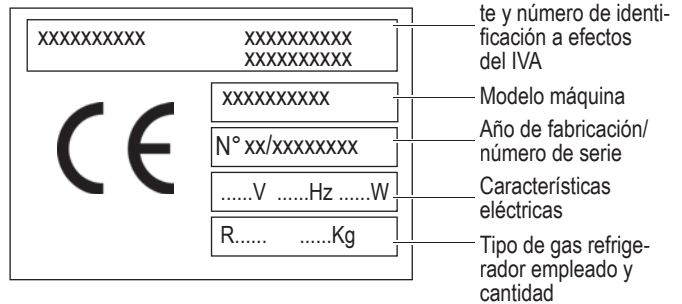 te y número de identi-
ficación a efectos
del IVA
xxxxxxxxxx xxxxxxxxxx
xxxxxxxxxx
CE
xxxxxxxxxx
Modelo máquina
N° xx/xxxxxxxx
Año de fabricación/
número de serie
......V ......Hz ......W
Características
eléctricas
R...... ......Kg
Tipo de gas refrige-
rador empleado y
cantidad